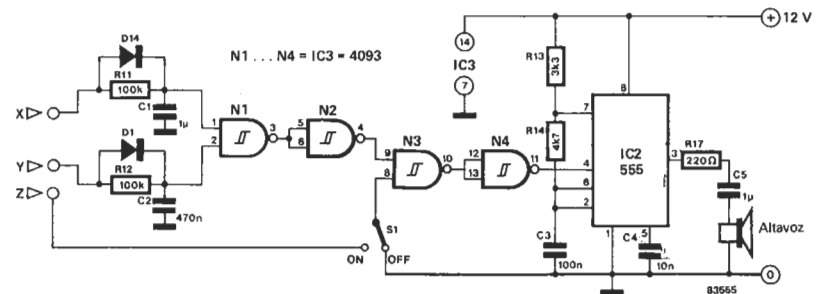 D14
R11
100k
X
C1
1µ
N1 ... N4 = IC3 = 4093
14
IC3
7
R13
3k3
+ 12 V
N1
1
2
3
N2
5
6
4
D1
Y
R12
100k
Z
C2
470n
N3
9
8
10
N4
12
13
11
S1
ON
OFF
R14
4k7
8
7
4
6
2
IC2
555
3
1
5
R17
220Ω
C5
1µ
Altavoz
C3
100n
C4
10n
0
83565